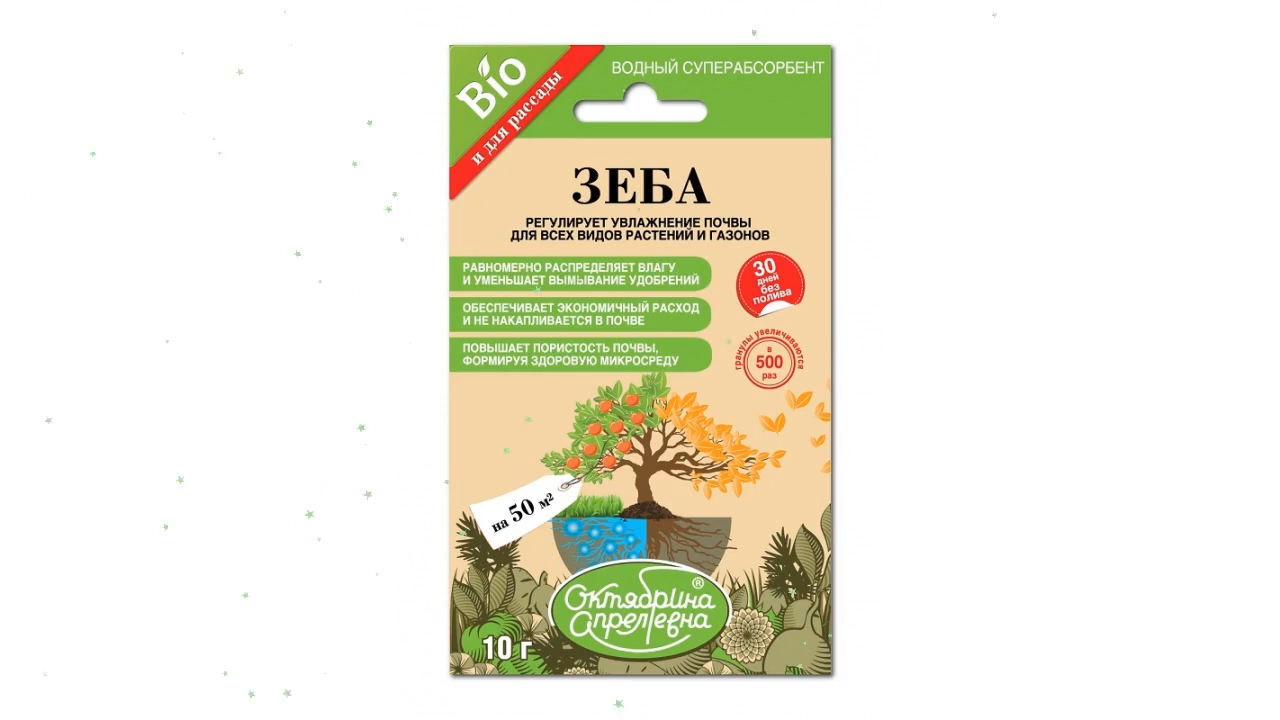 Bio
и для рассады
ВОДНЫЙ СУПЕРАБСОРБЕНТ
ЗЕБА
РЕГУЛИРУЕТ УВЛАЖНЕНИЕ ПОЧВЫ
ДЛЯ ВСЕХ ВИДОВ РАСТЕНИЙ И ГАЗОНОВ
РАВНОМЕРНО РАСПРЕДЕЛЯЕТ ВЛАГУ
И УМЕНЬШАЕТ ВЫМЫВАНИЕ УДОБРЕНИЙ
ОБЕСПЕЧИВАЕТ ЭКОНОМИЧНЫЙ РАСХОД
И НЕ НАКАПЛИВАЕТСЯ В ПОЧВЕ
ПОВЫШАЕТ ПОРИСТОСТЬ ПОЧВЫ,
ФОРМИРУЯ ЗДОРОВУЮ МИКРОСРЕДУ
30
дней
без
полива
гранулы увеличиваются
в
500
раз
на 50 м²
Октябрина ®
Апрелевна
10 г